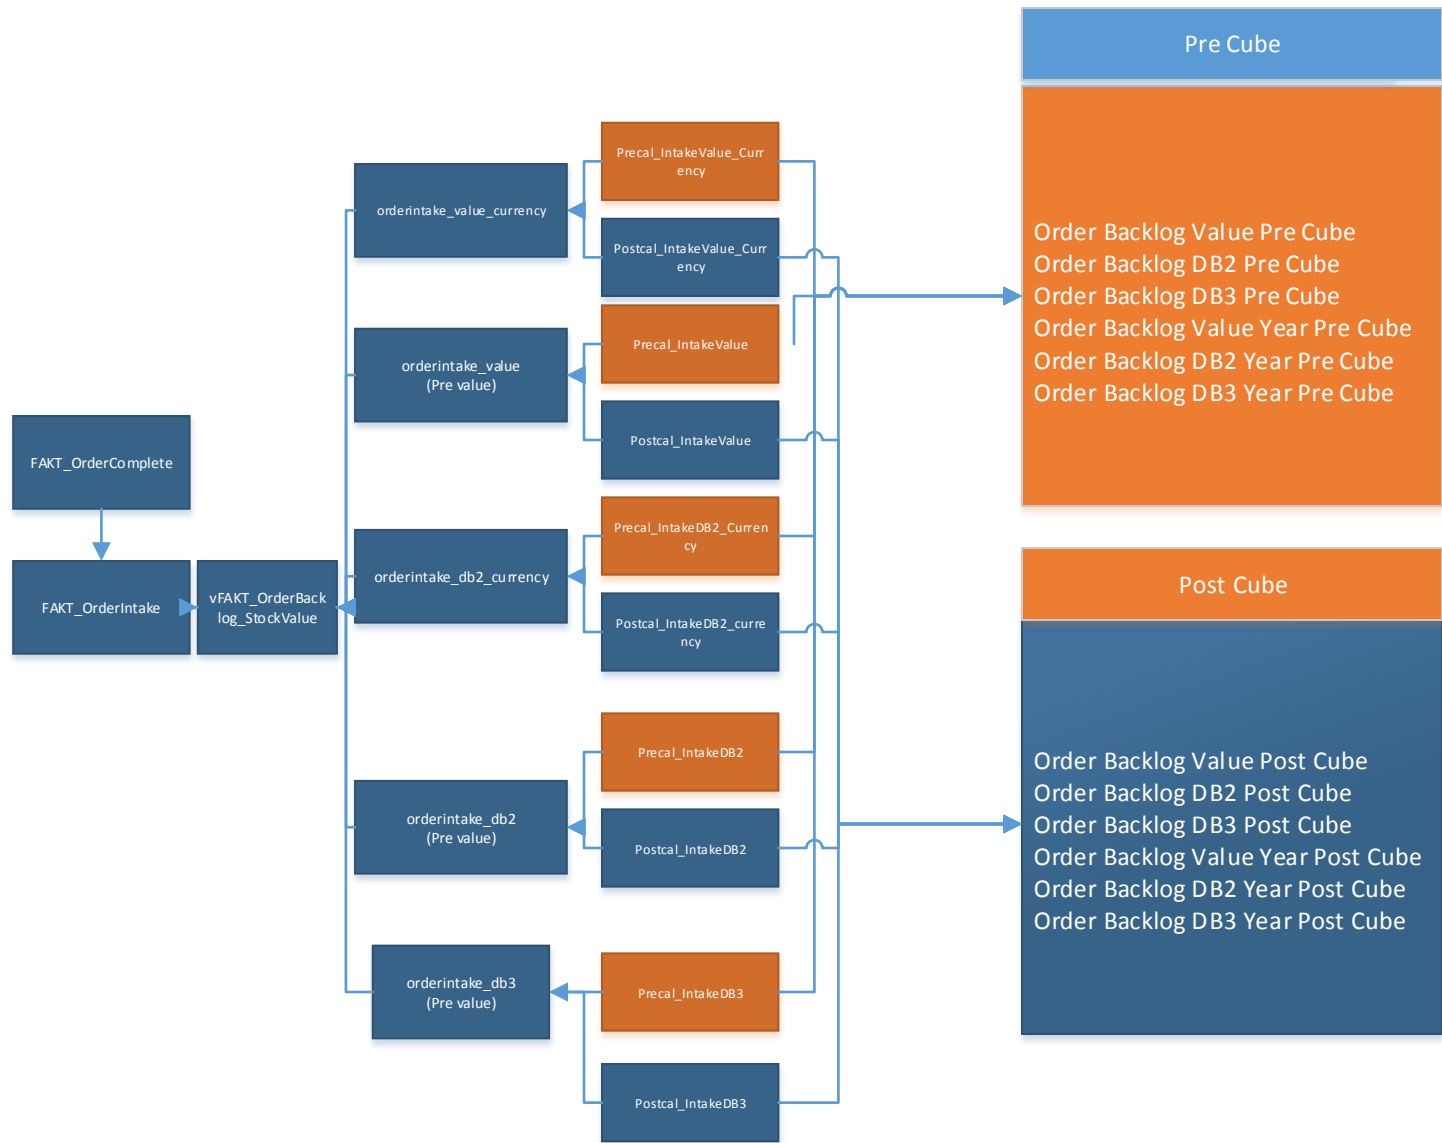 FAKT_OrderComplete
FAKT_OrderIntake
vFAKT_OrderBack
log_StockValue
orderintake_value_currency
orderintake_value
(Pre value)
orderintake_db2_currency
orderintake_db2
(Pre value)
orderintake_db3
(Pre value)
Precal_IntakeValue_Curr
ency
Postcal_IntakeValue_Curr
ency
Precal_IntakeValue
Postcal_IntakeValue
Precal_IntakeDB2_Curren
cy
Postcal_IntakeDB2_curre
ncy
Precal_IntakeDB2
Postcal_IntakeDB2
Precal_IntakeDB3
Postcal_IntakeDB3
Pre Cube
Order Backlog Value Pre Cube
Order Backlog DB2 Pre Cube
Order Backlog DB3 Pre Cube
Order Backlog Value Year Pre Cube
Order Backlog DB2 Year Pre Cube
Order Backlog DB3 Year Pre Cube
Post Cube
Order Backlog Value Post Cube
Order Backlog DB2 Post Cube
Order Backlog DB3 Post Cube
Order Backlog Value Year Post Cube
Order Backlog DB2 Year Post Cube
Order Backlog DB3 Year Post Cube